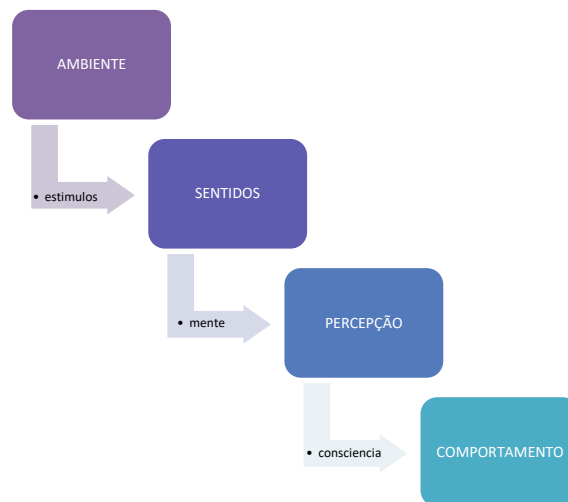 AMBIENTE
• estimulos
SENTIDOS
• mente
PERCEPÇÃO
• consciencia
COMPORTAMENTO